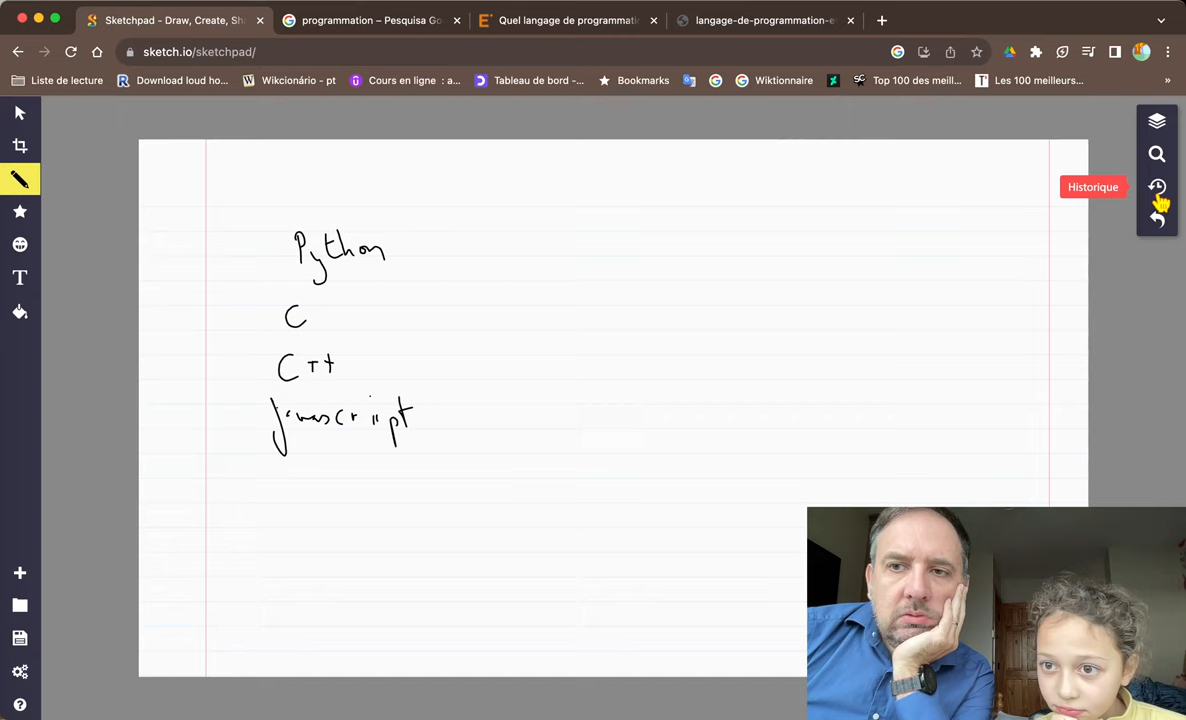 Sketchpad - Draw, Create, Sha
programmation – Pesquisa Go
Quel langage de programmati
langage-de-programmation-e
sketch.io/sketchpad/
Liste de lecture
Download loud ho...
Wikcionário - pt
Cours en ligne : a...
Tableau de bord -...
Bookmarks
Wiktionnaire
Top 100 des meill...
Les 100 meilleurs...
»
Historique
Python
C
C++
javascriipt